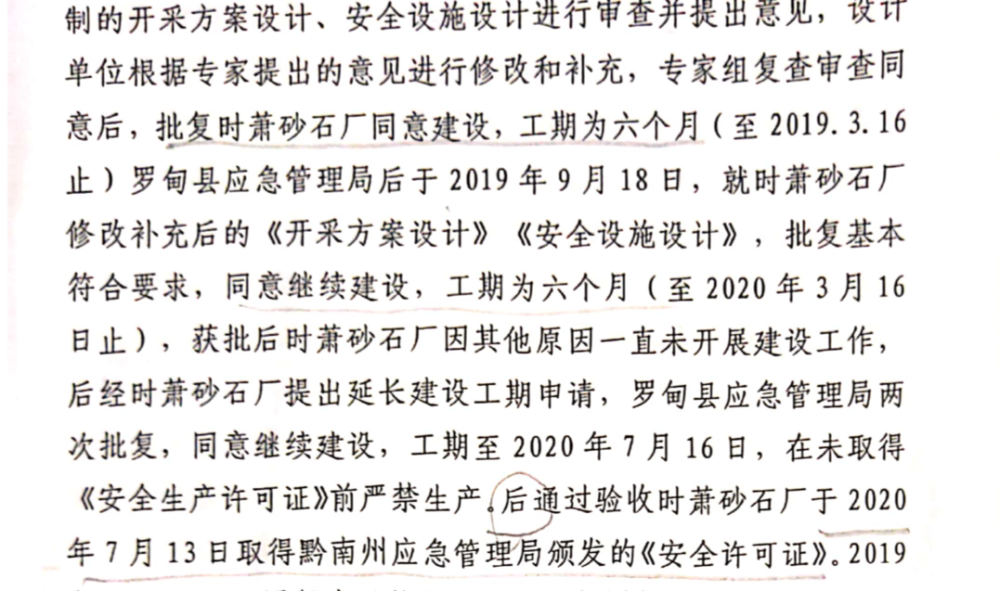 制的开采方案设计、安全设施设计进行审查并提出意见，设计
单位根据专家提出的意见进行修改和补充，专家组复查审查同
意后，批复时萧砂石厂同意建设，工期为六个月（至 2019.3.16
止）罗甸县应急管理局后于 2019 年 9 月 18 日，就时萧砂石厂
修改补充后的《开采方案设计》《安全设施设计》，批复基本
符合要求，同意继续建设，工期为六个月（至 2020 年 3 月 16
日止），获批后时萧砂石厂因其他原因一直未开展建设工作，
后经时萧砂石厂提出延长建设工期申请，罗甸县应急管理局两
次批复，同意继续建设，工期至 2020 年 7 月 16 日，在未取得
《安全生产许可证》前严禁生产。后通过验收时萧砂石厂于 2020
年 7 月 13 日取得黔南州应急管理局颁发的《安全许可证》。2019